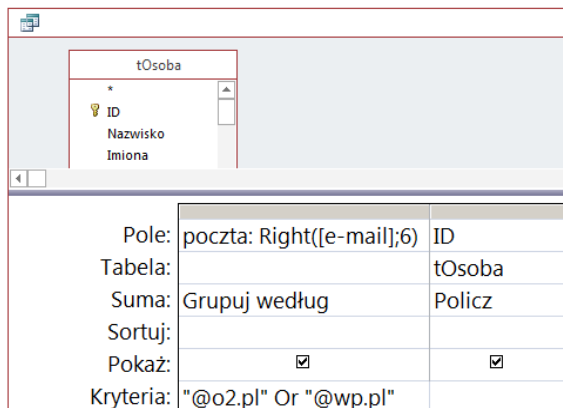 tOsoba
*
ID
Nazwisko
Imiona
Pole: poczta: Right([e-mail];6) ID
Tabela: tOsoba
Suma: Grupuj według Policz
Sortuj:
Pokaż:
Kryteria: "@o2.pl" Or "@wp.pl"